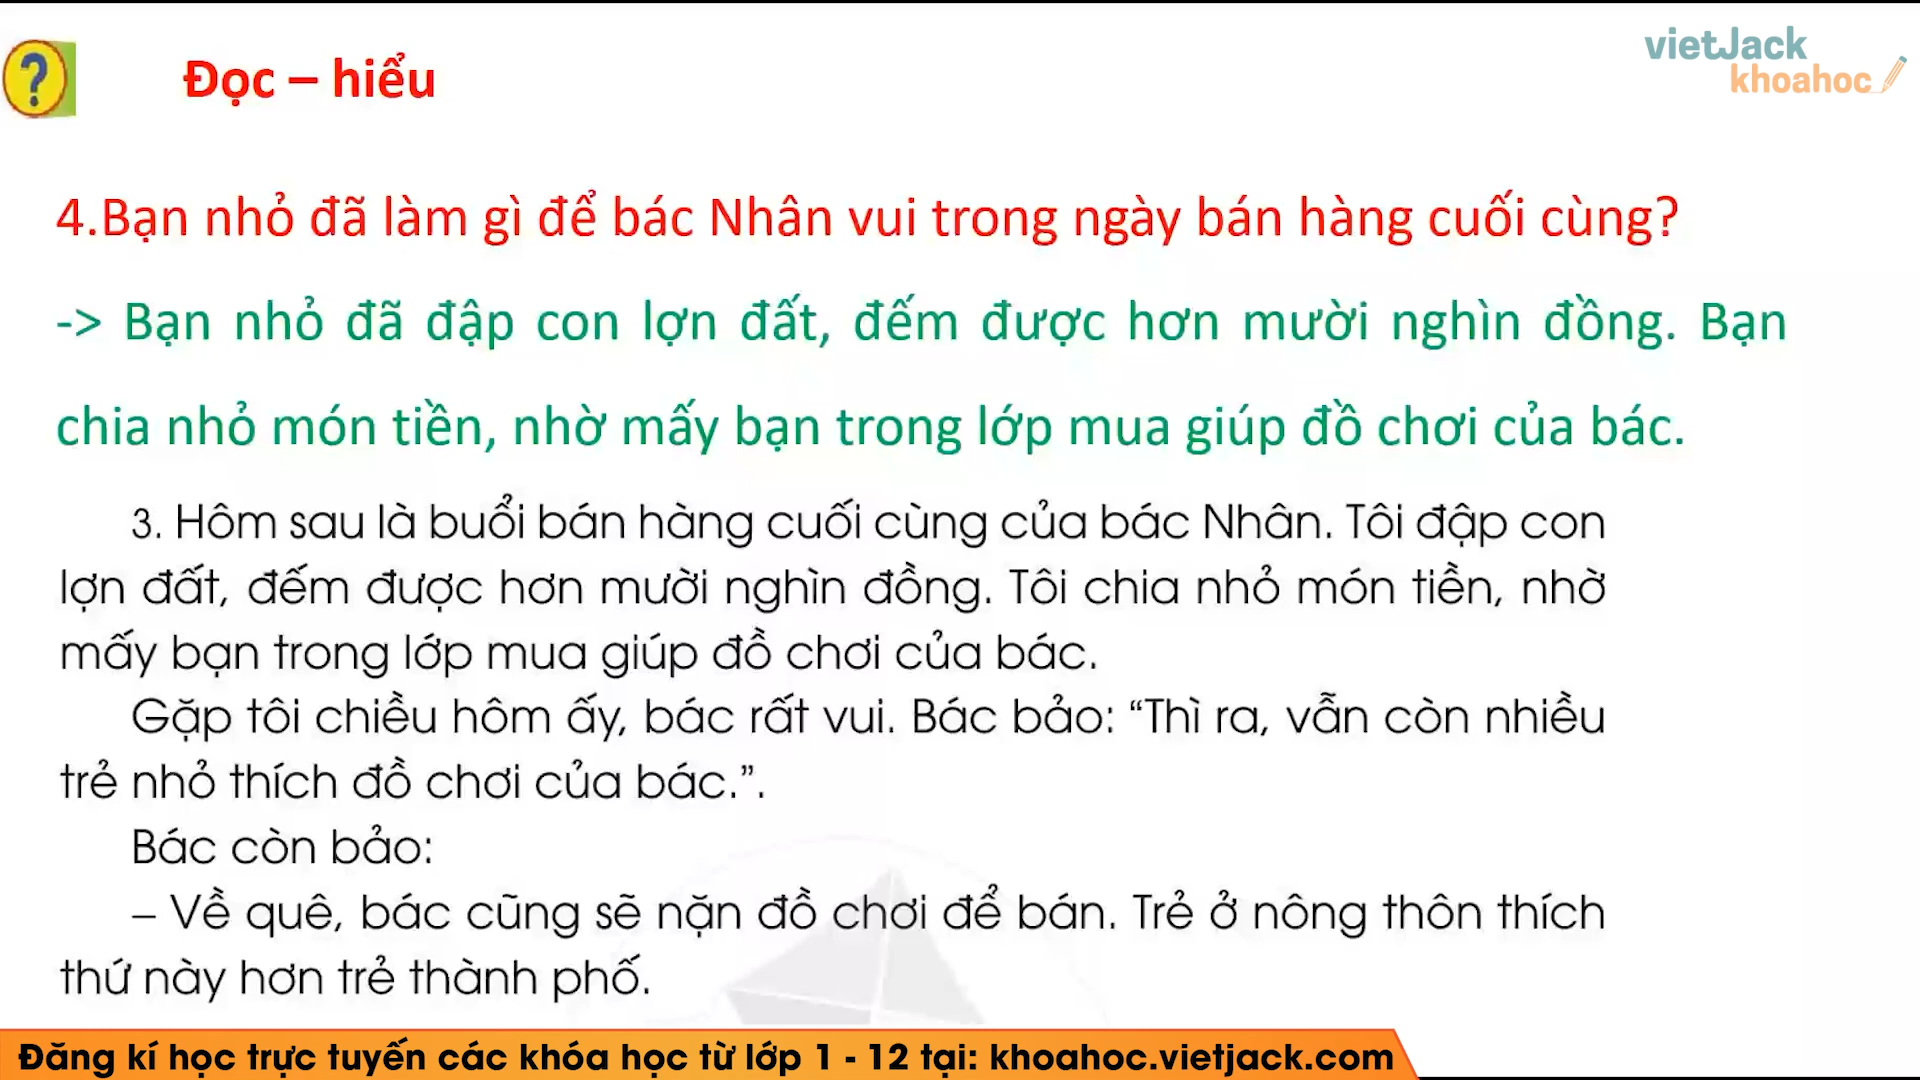 ?
Đọc – hiểu
vietJack
khoahoc
4.Bạn nhỏ đã làm gì để bác Nhân vui trong ngày bán hàng cuối cùng?
-> Bạn nhỏ đã đập con lợn đất, đếm được hơn mười nghìn đồng. Bạn
chia nhỏ món tiền, nhờ mấy bạn trong lớp mua giúp đồ chơi của bác.
3. Hôm sau là buổi bán hàng cuối cùng của bác Nhân. Tôi đập con
lợn đất, đếm được hơn mười nghìn đồng. Tôi chia nhỏ món tiền, nhờ
mấy bạn trong lớp mua giúp đồ chơi của bác.
Gặp tôi chiều hôm ấy, bác rất vui. Bác bảo: “Thì ra, vẫn còn nhiều
trẻ nhỏ thích đồ chơi của bác.”.
Bác còn bảo:
– Về quê, bác cũng sẽ nặn đồ chơi để bán. Trẻ ở nông thôn thích
thứ này hơn trẻ thành phố.
Đăng kí học trực tuyến các khóa học từ lớp 1 - 12 tại: khoahoc.vietjack.com